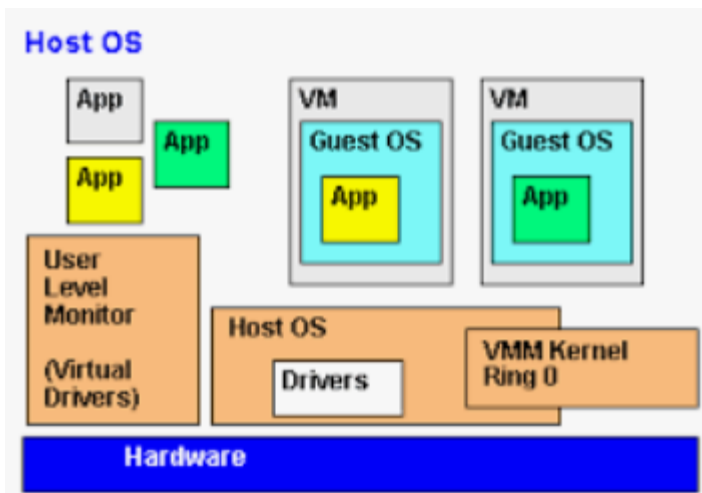 Host OS
App
App
App
VM
Guest OS
App
VM
Guest OS
App
User
Level
Monitor
(Virtual
Drivers)
Host OS
Drivers
VMM Kernel
Ring 0
Hardware